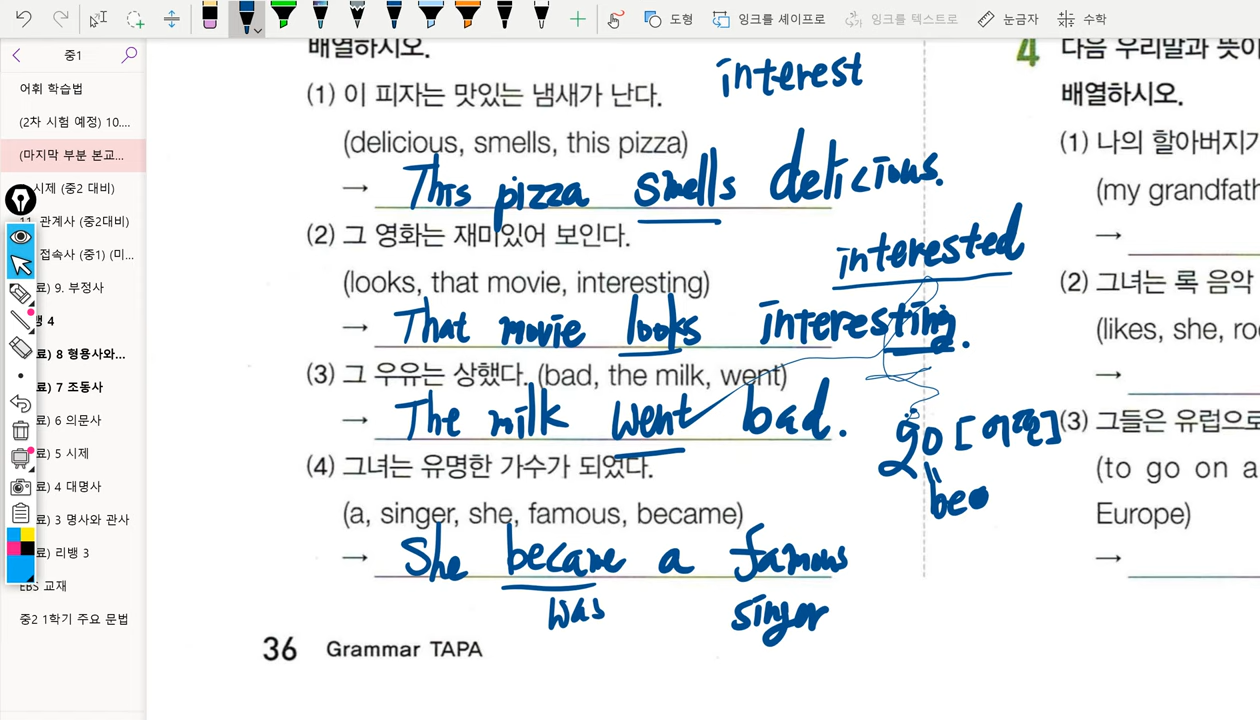 도형
잉크를 셰이프로
잉크를 텍스트로
눈금자
수학
중1
어휘 학습법
(2차 시험 예정) 10....
(마지막 부분 본교...
시제 (중2 대비)
관계사 (중2대비)
접속사 (중1) (미...
료) 9. 부정사
4
료) 8 형용사와...
료) 7 조동사
료) 6 의문사
료) 5 시제
료) 4 대명사
료) 3 명사와 관사
료) 리뱅 3
EBS 교재
중2 1학기 주요 문법
배열하시오.
interest
(1) 이 피자는 맛있는 냄새가 난다.
(delicious, smells, this pizza)
→ This pizza smells delicious.
(2) 그 영화는 재미있어 보인다.
interested
(looks, that movie, interesting)
→ That movie looks interesting.
(3) 그 우유는 상했다. (bad, the milk, went)
→ The milk went bad.
go
(4) 그녀는 유명한 가수가 되었다.
(a, singer, she, famous, became)
→ She became a famous
was singer
36 Grammar TAPA
4 다음 우리말과 뜻이
배열하시오.
(1) 나의 할아버지가
(my grandfath
→
(2) 그녀는 록 음악
(likes, she, ro
→
(3) 그들은 유럽으로
(to go on a
Europe)
→